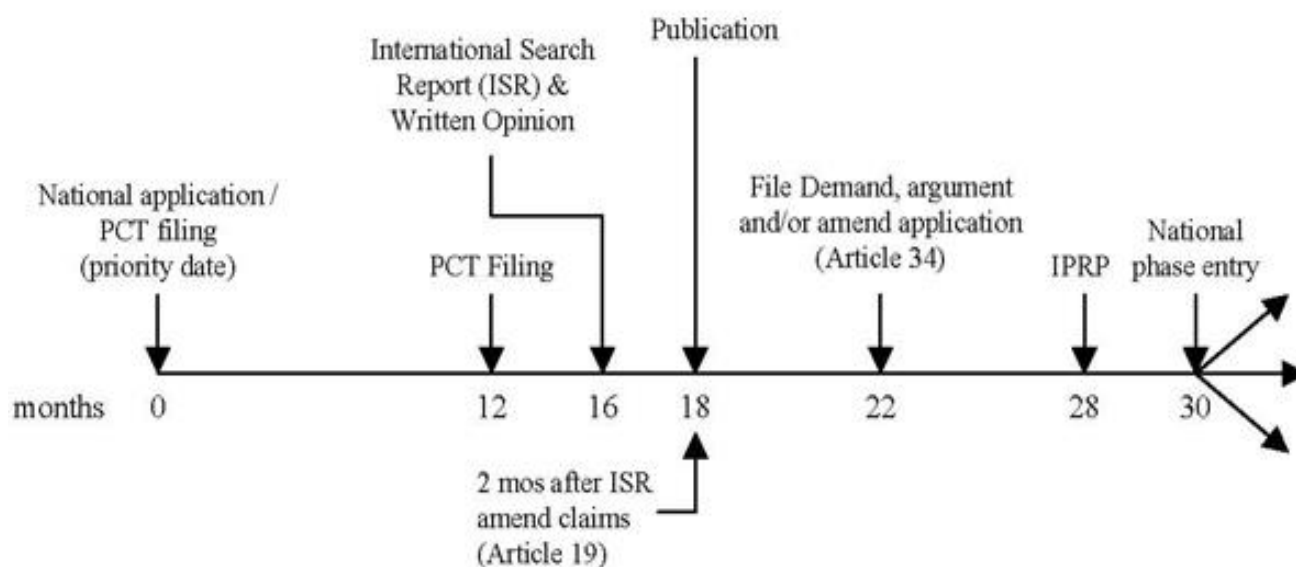 Publication
International Search
Report (ISR) &
Written Opinion
National application /
PCT filing
(priority date)
PCT Filing
File Demand, argument
and/or amend application
(Article 34)
IPRP
National
phase entry
months 0 12 16 18 22 28 30
2 mos after ISR
amend claims
(Article 19)